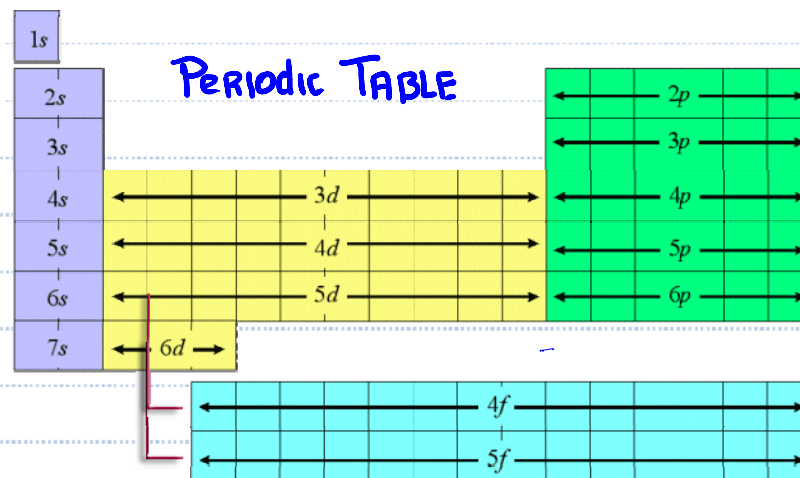 1s
PERIODIC TABLE
2s 2p
3s 3p
4s 3d 4p
5s 4d 5p
6s 5d 6p
7s 6d
4f
5f